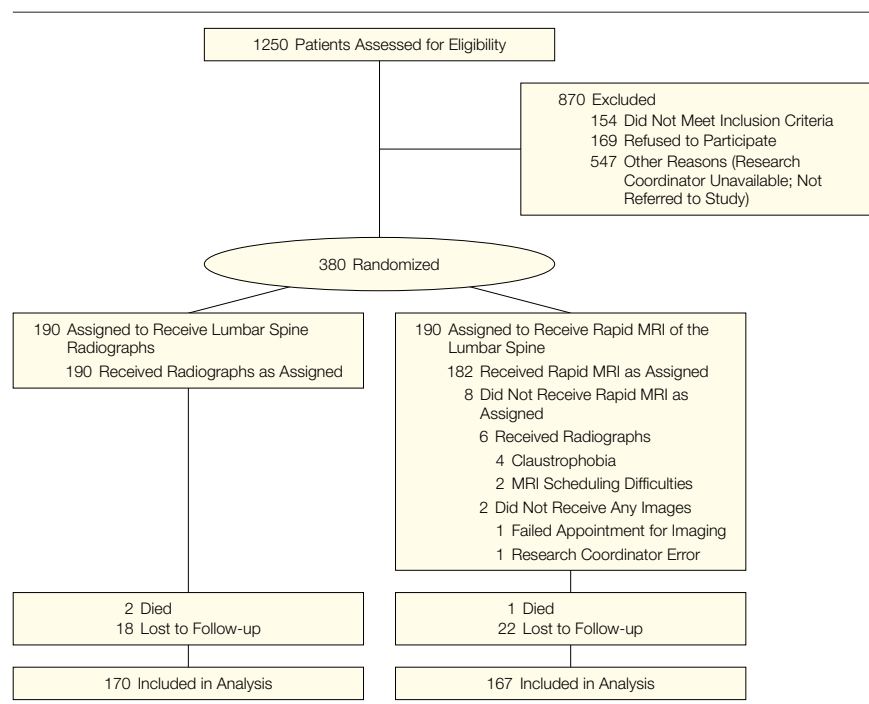 1250 Patients Assessed for Eligibility
870 Excluded
154 Did Not Meet Inclusion Criteria
169 Refused to Participate
547 Other Reasons (Research
Coordinator Unavailable; Not
Referred to Study)
380 Randomized
190 Assigned to Receive Lumbar Spine
Radiographs
190 Received Radiographs as Assigned
190 Assigned to Receive Rapid MRI of the
Lumbar Spine
182 Received Rapid MRI as Assigned
8 Did Not Receive Rapid MRI as
Assigned
6 Received Radiographs
4 Claustrophobia
2 MRI Scheduling Difficulties
2 Did Not Receive Any Images
1 Failed Appointment for Imaging
1 Research Coordinator Error
2 Died
18 Lost to Follow-up
1 Died
22 Lost to Follow-up
170 Included in Analysis
167 Included in Analysis